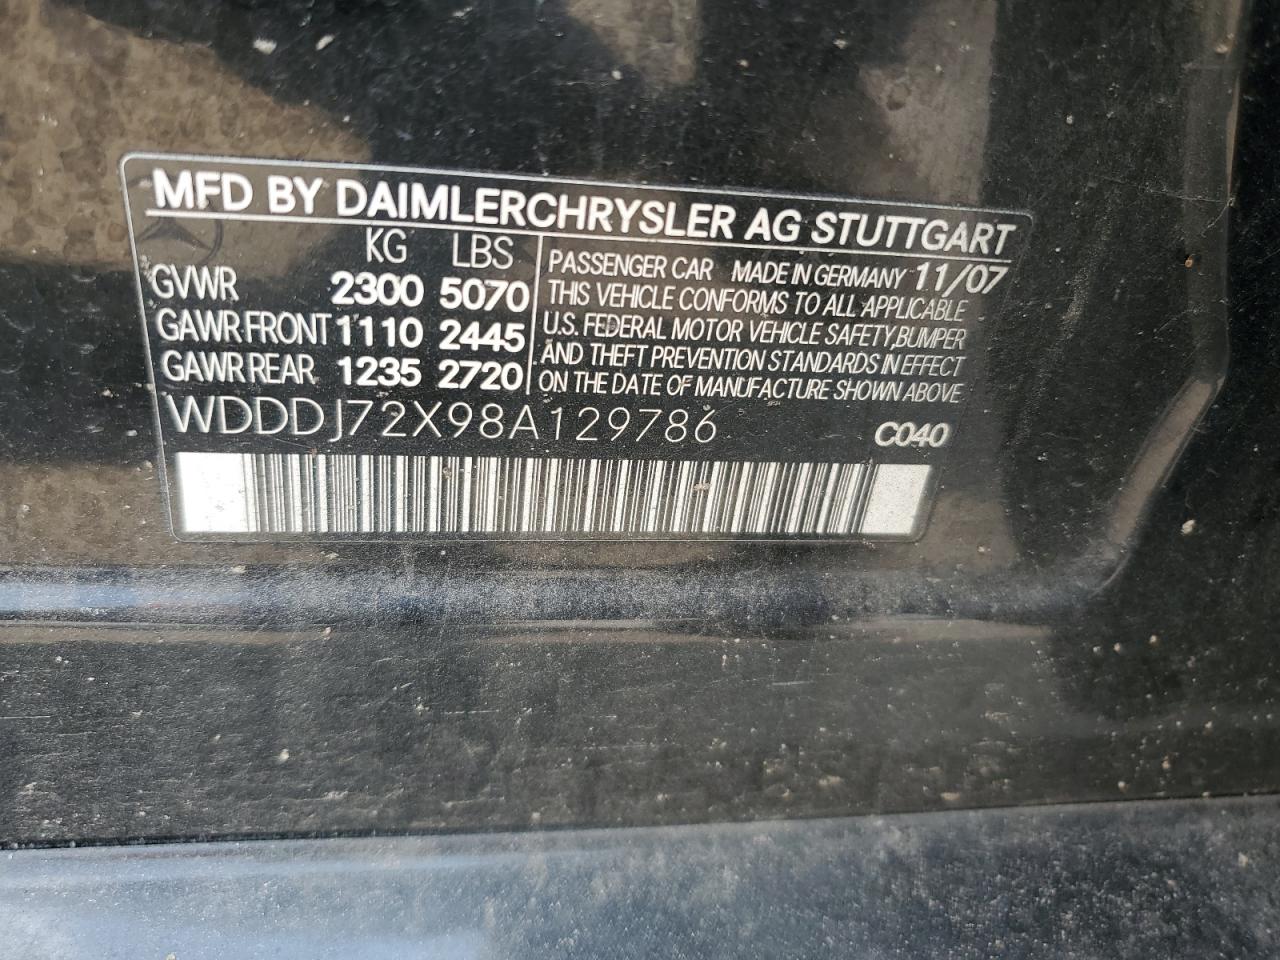 MFD BY DAIMLERCHRYSLER AG STUTTGART
KG LBS
GVWR 2300 5070
GAWR FRONT 1110 2445
GAWR REAR 1235 2720
PASSENGER CAR MADE IN GERMANY 11/07
THIS VEHICLE CONFORMS TO ALL APPLICABLE
U.S. FEDERAL MOTOR VEHICLE SAFETY, BUMPER
AND THEFT PREVENTION STANDARDS IN EFFECT
ON THE DATE OF MANUFACTURE SHOWN ABOVE
WDDDJ72X98A129786 C040